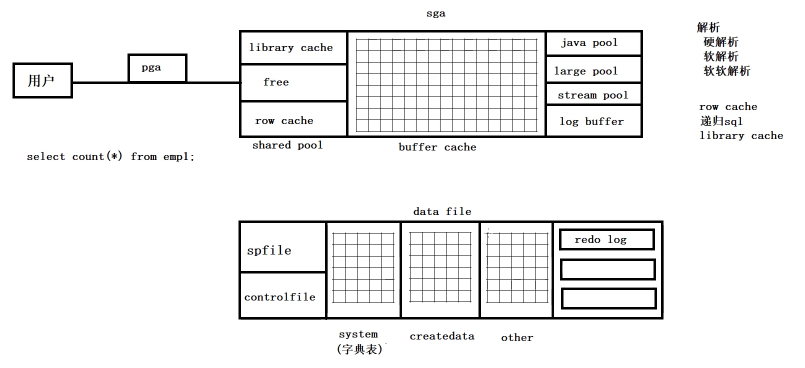 sga
用户
pga
library cache
free
row cache
shared pool
buffer cache
java pool
large pool
stream pool
log buffer
解析
硬解析
软解析
软软解析
row cache
递归sql
library cache
select count(*) from emp1;
data file
spfile
controlfile
system
(字典表)
createdata
other
redo log